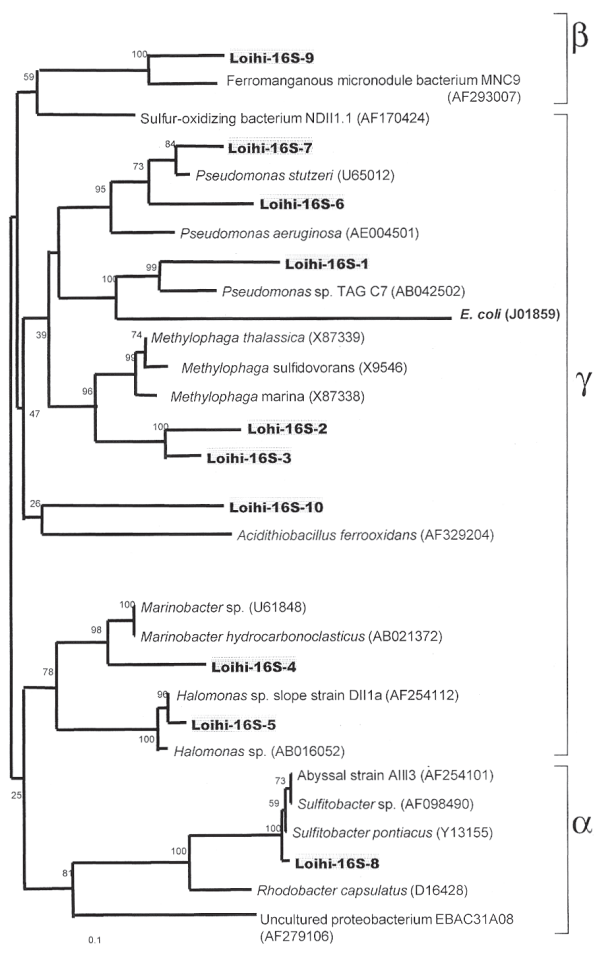 β
100
Loihi-16S-9
59
Ferromanganous micronodule bacterium MNC9
(AF293007)
Sulfur-oxidizing bacterium NDII1.1 (AF170424)
84
Loihi-16S-7
73
Pseudomonas stutzeri (U65012)
95
Loihi-16S-6
Pseudomonas aeruginosa (AE004501)
99
Loihi-16S-1
100
Pseudomonas sp. TAG C7 (AB042502)
E. coli (J01859)
39
74
Methylophaga thalassica (X87339)
99
Methylophaga sulfidovorans (X9546)
γ
96
Methylophaga marina (X87338)
47
100
Lohi-16S-2
Loihi-16S-3
26
Loihi-16S-10
Acidithiobacillus ferrooxidans (AF329204)
100
Marinobacter sp. (U61848)
98
Marinobacter hydrocarbonoclasticus (AB021372)
78
Loihi-16S-4
96
Halomonas sp. slope strain DII1a (AF254112)
Loihi-16S-5
100
Halomonas sp. (AB016052)
73
Abyssal strain AIII3 (AF254101)
25
59
Sulfitobacter sp. (AF098490)
100
Sulfitobacter pontiacus (Y13155)
α
100
Loihi-16S-8
81
Rhodobacter capsulatus (D16428)
Uncultured proteobacterium EBAC31A08
(AF279106)
0.1